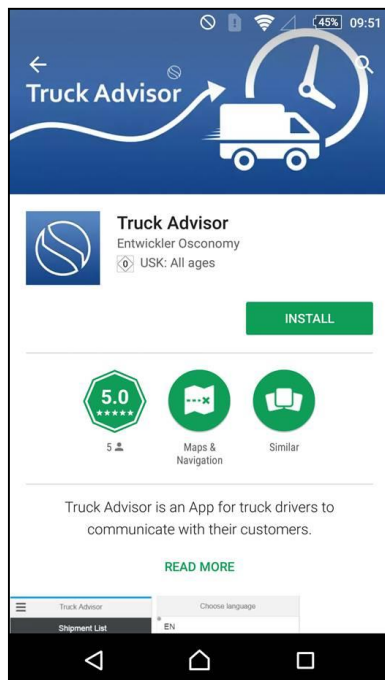 45% 09:51
Truck Advisor
Truck Advisor
Entwickler Osconomy
0 USK: All ages
INSTALL
5.0
5
Maps &
Navigation
Similar
Truck Advisor is an App for truck drivers to
communicate with their customers.
READ MORE
Truck Advisor
Choose language
Shipment List
EN